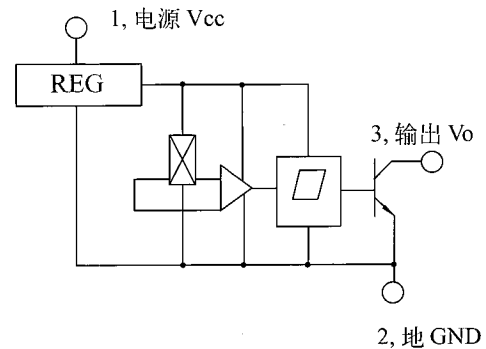 1, 电源 Vcc
REG
3, 输出 Vo
2, 地 GND